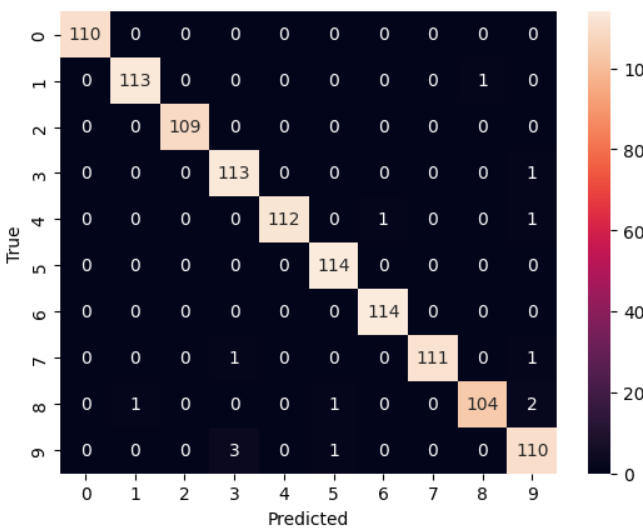 0 110 0 0 0 0 0 0 0 0 0
1 0 113 0 0 0 0 0 0 1 0
2 0 0 109 0 0 0 0 0 0 0
3 0 0 0 113 0 0 0 0 0 1
4 0 0 0 0 112 0 1 0 0 1
5 0 0 0 0 0 114 0 0 0 0
6 0 0 0 0 0 0 114 0 0 0
7 0 0 0 1 0 0 0 111 0 1
8 0 1 0 0 0 1 0 0 104 2
9 0 0 0 3 0 1 0 0 0 110
0 1 2 3 4 5 6 7 8 9
Predicted
True
80
60
40
20
0